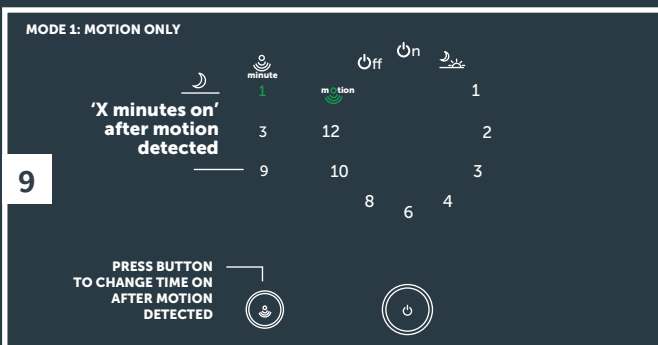 MODE 1: MOTION ONLY
Off
On
minute
motion
1
1
'X minutes on'
after motion
detected
3
12
2
9
9
10
3
8
6
4
PRESS BUTTON
TO CHANGE TIME ON
AFTER MOTION
DETECTED